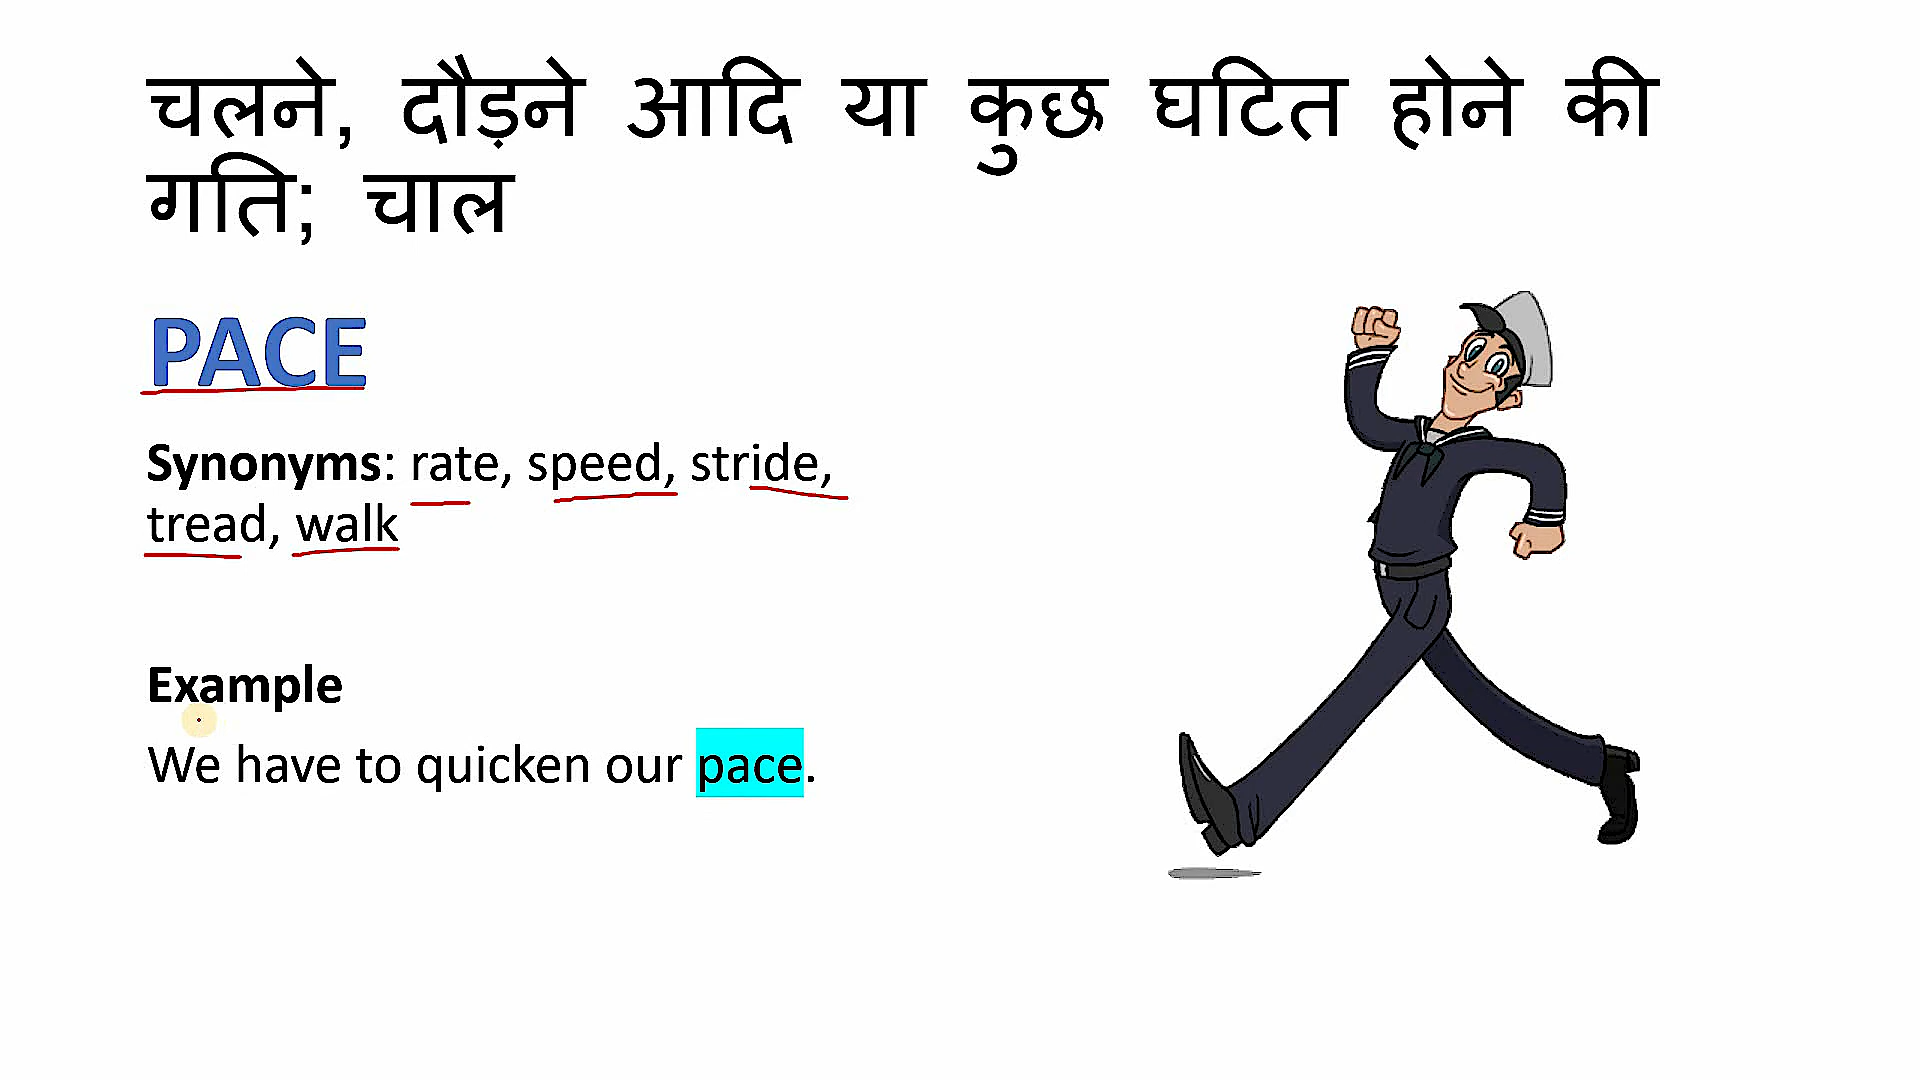 चलने, दौड़ने आदि या कुछ घटित होने की
गति; चाल
PACE
Synonyms: rate, speed, stride,
tread, walk
Example
We have to quicken our pace.